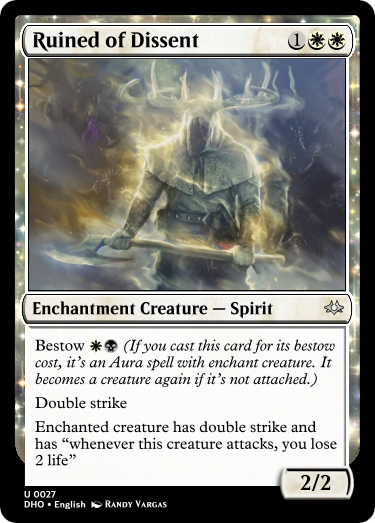 Ruined of Dissent 1
Enchantment Creature — Spirit
Bestow (If you cast this card for its bestow
cost, it's an Aura spell with enchant creature. It
becomes a creature again if it's not attached.)
Double strike
Enchanted creature has double strike and
has “whenever this creature attacks, you lose
2 life”
2/2
U 0027
DHO • English Randy Vargas